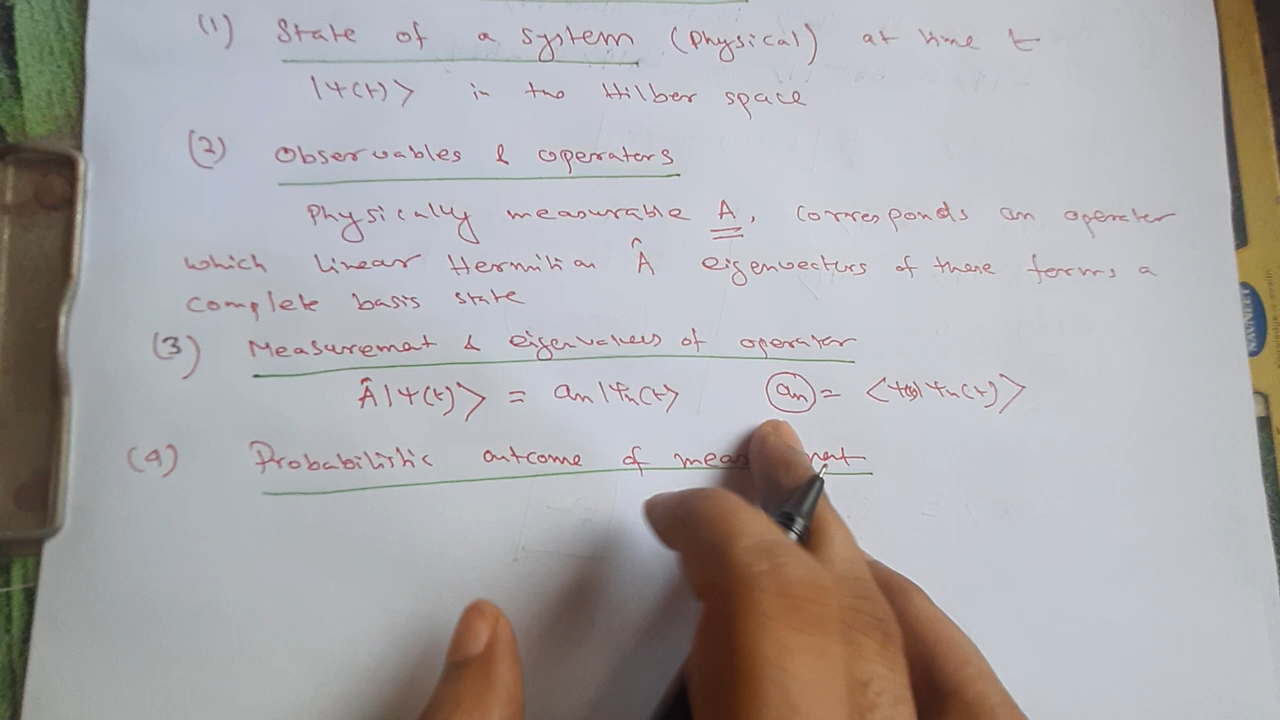 (1) State of a system (Physical) at time t
|Ψ(t)> in the Hilber space
(2) Observables & operators
Physically measurable A, corresponds an operator
which linear Hermitian Â eigenvectors of these forms a
complete basis state
(3) Measuremat & eigenvalues of operator
Â|Ψ(t)> = an|Ψn(t)> an = <Ψ(t)|Ψn(t)>
(4) Probabilistic outcome of
NAVNEET